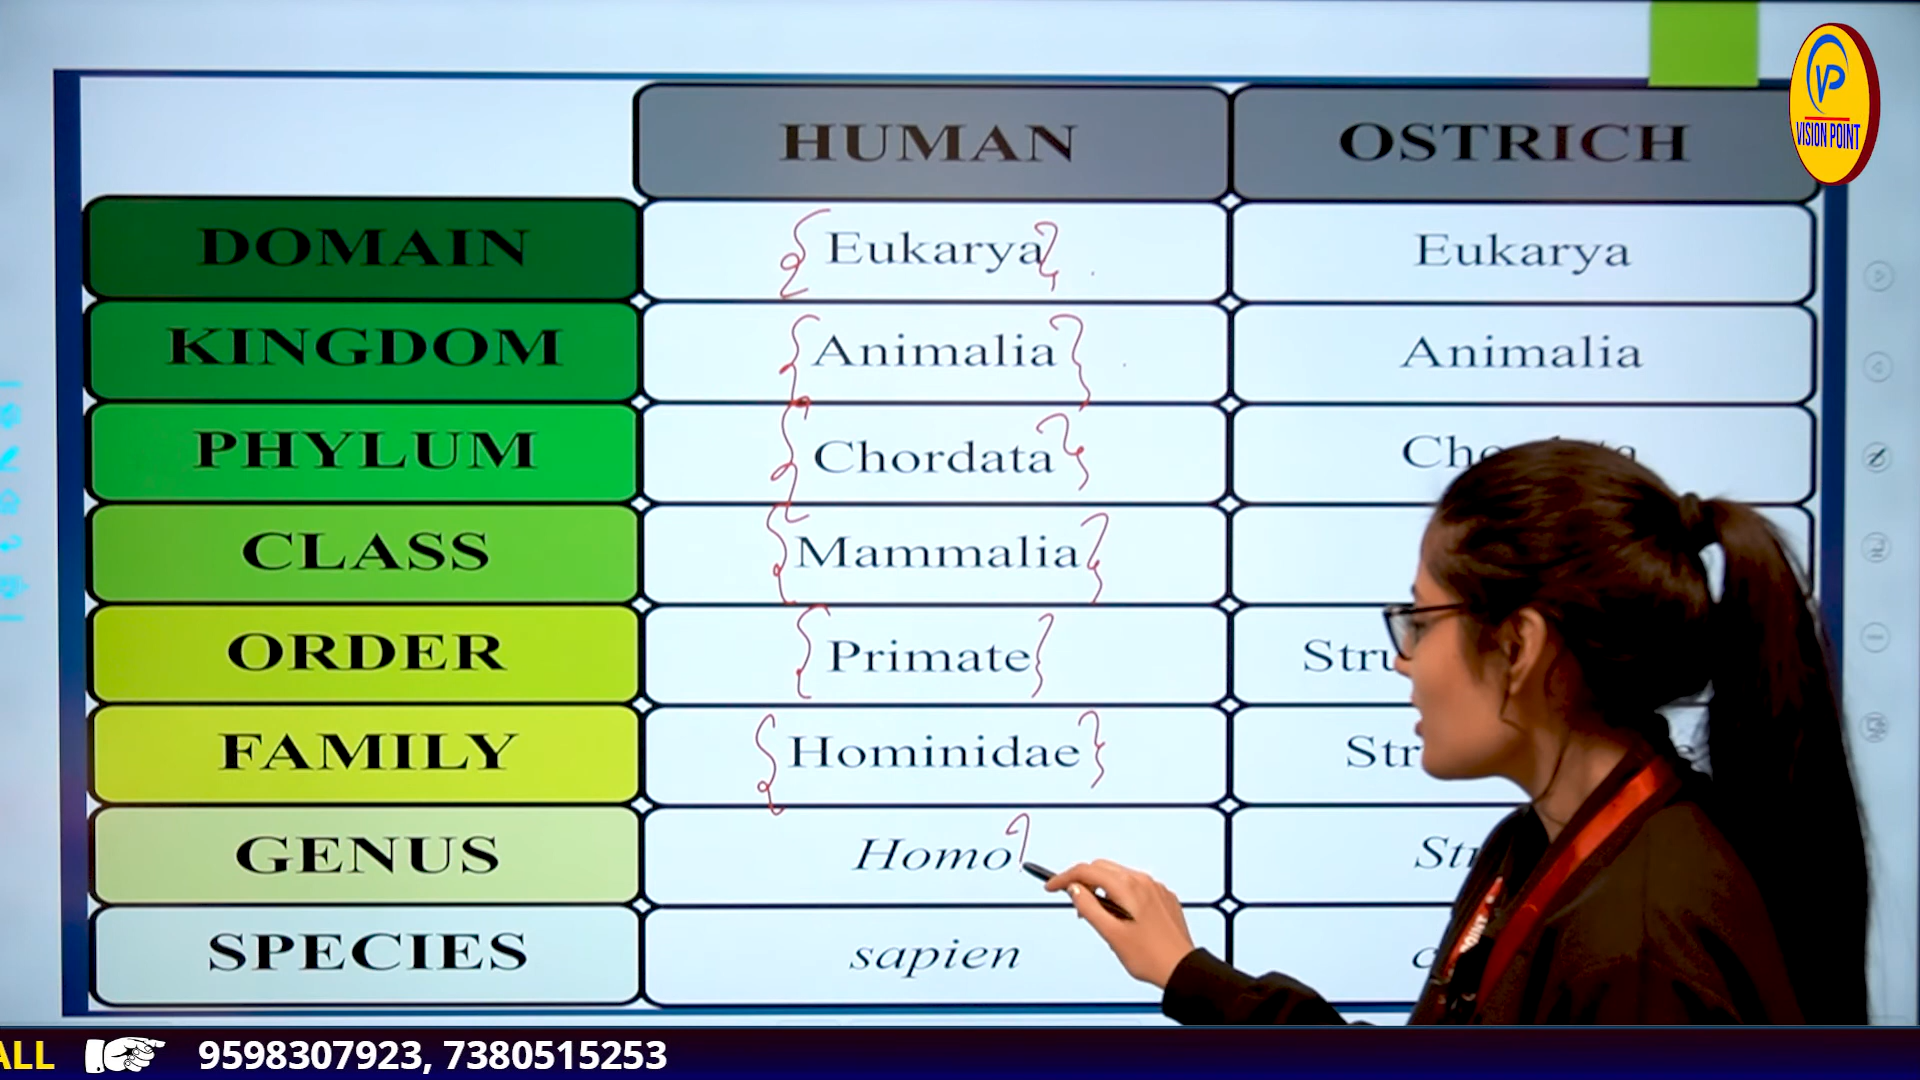 HUMAN OSTRICH
VP
VISION POINT
DOMAIN Eukarya Eukarya
KINGDOM Animalia Animalia
PHYLUM Chordata
CLASS Mammalia
ORDER Primate
FAMILY Hominidae
GENUS Homo
SPECIES sapien
ALL 9598307923, 7380515253